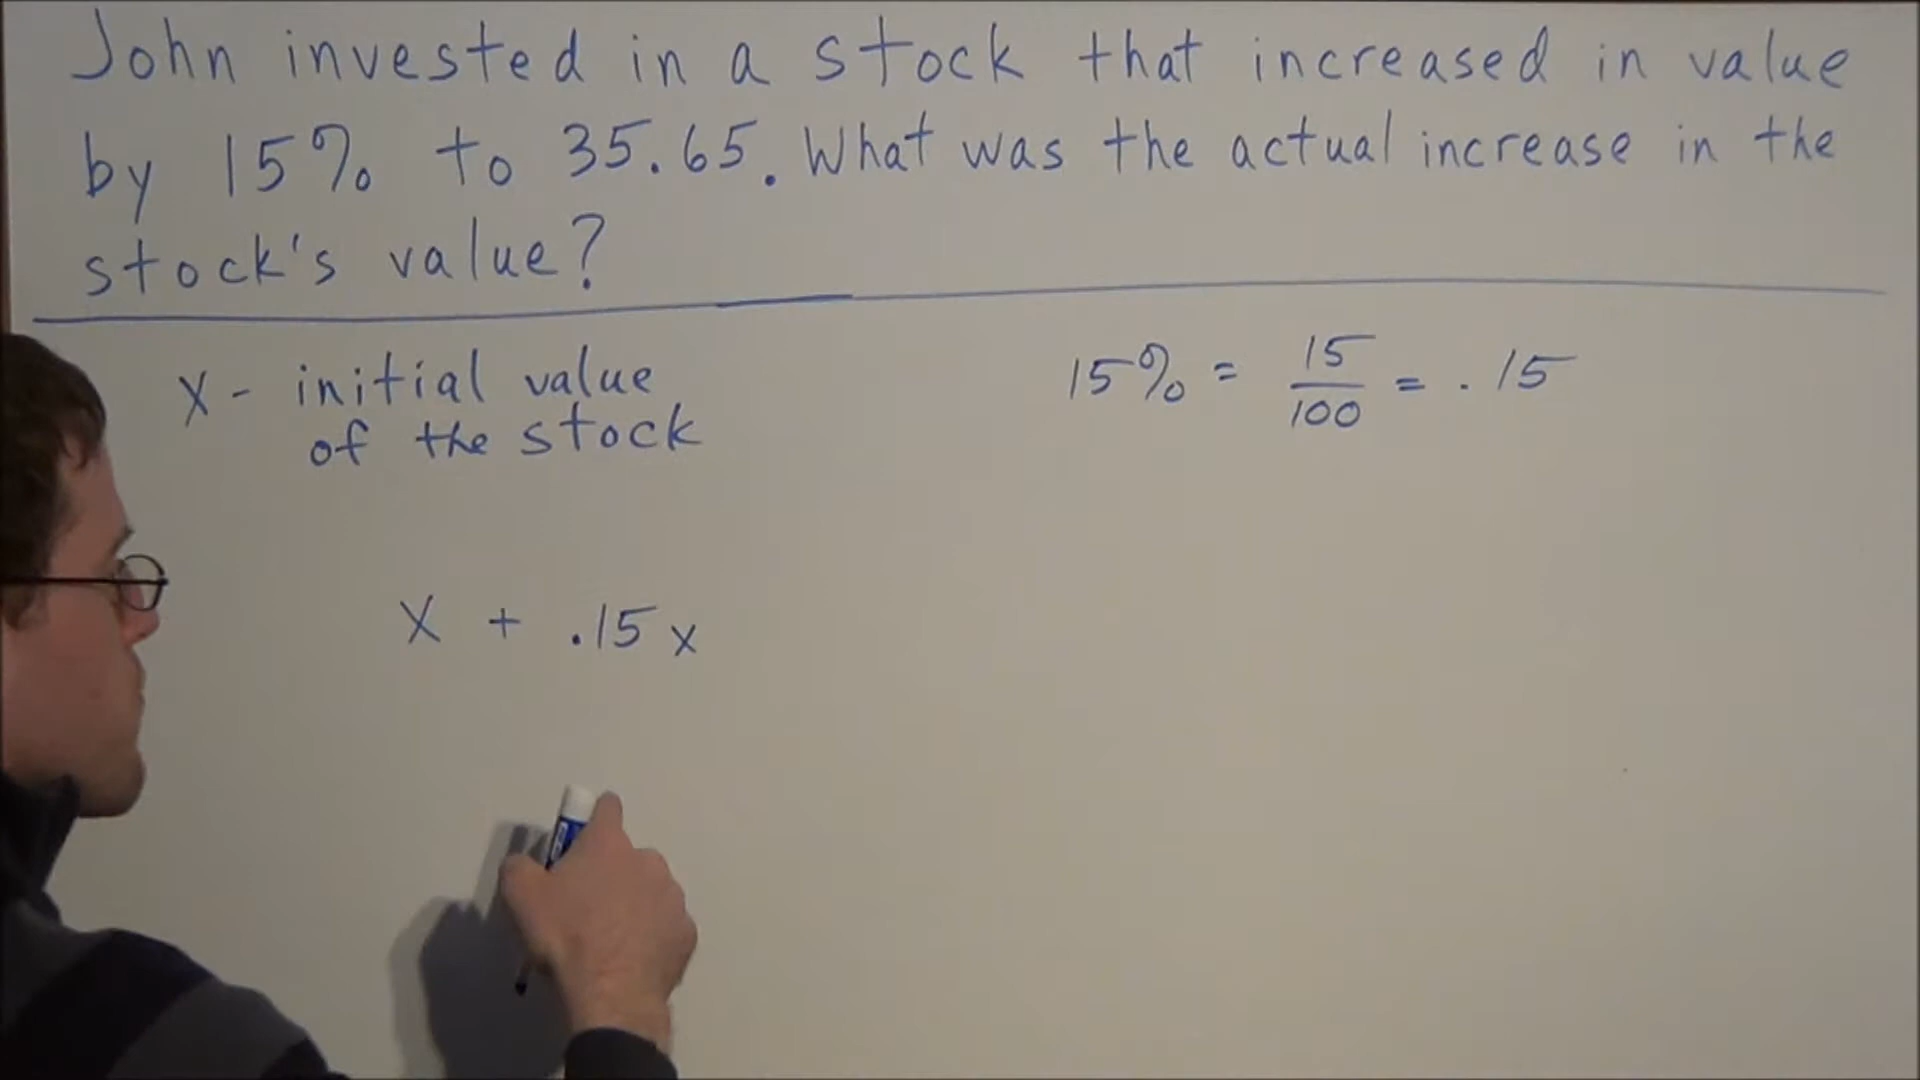 John invested in a stock that increased in value
by 15% to 35.65. What was the actual increase in the
stock's value?
X - initial value
of the stock
15% = 15/100 = .15
X + .15x